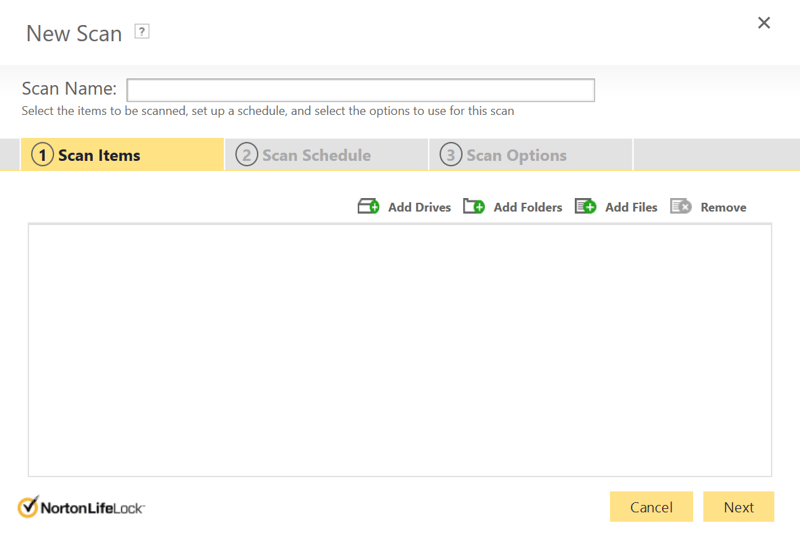 New Scan ?
Scan Name:
Select the items to be scanned, set up a schedule, and select the options to use for this scan
1 Scan Items 2 Scan Schedule 3 Scan Options
Add Drives Add Folders Add Files Remove
NortonLifeLock Cancel Next